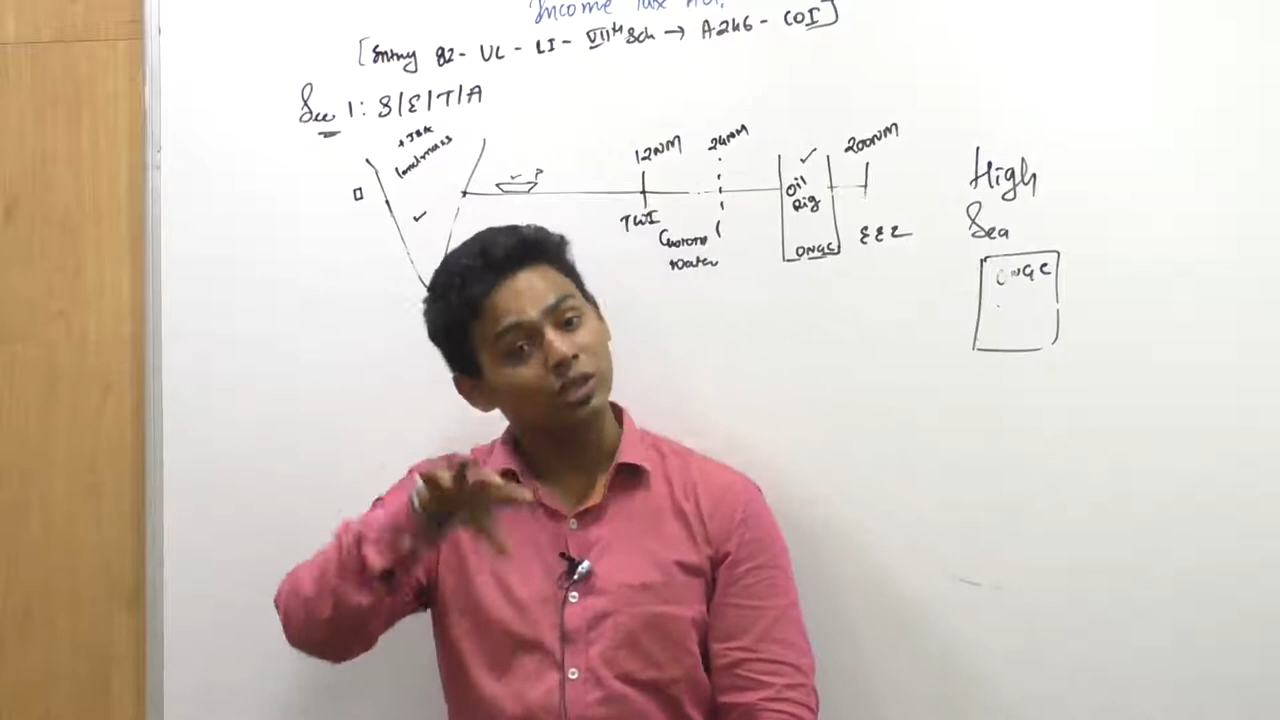 Income Tax Act
[Entry 82 - UL - LI - VIIth Sch → A246 - COI]
Sec 1: S/E/T/A
+ J&K
landmass
12NM
24NM
200NM
TWI
Customs
Water
Oil
Rig
ONGC
EEZ
High
Sea
ONGC